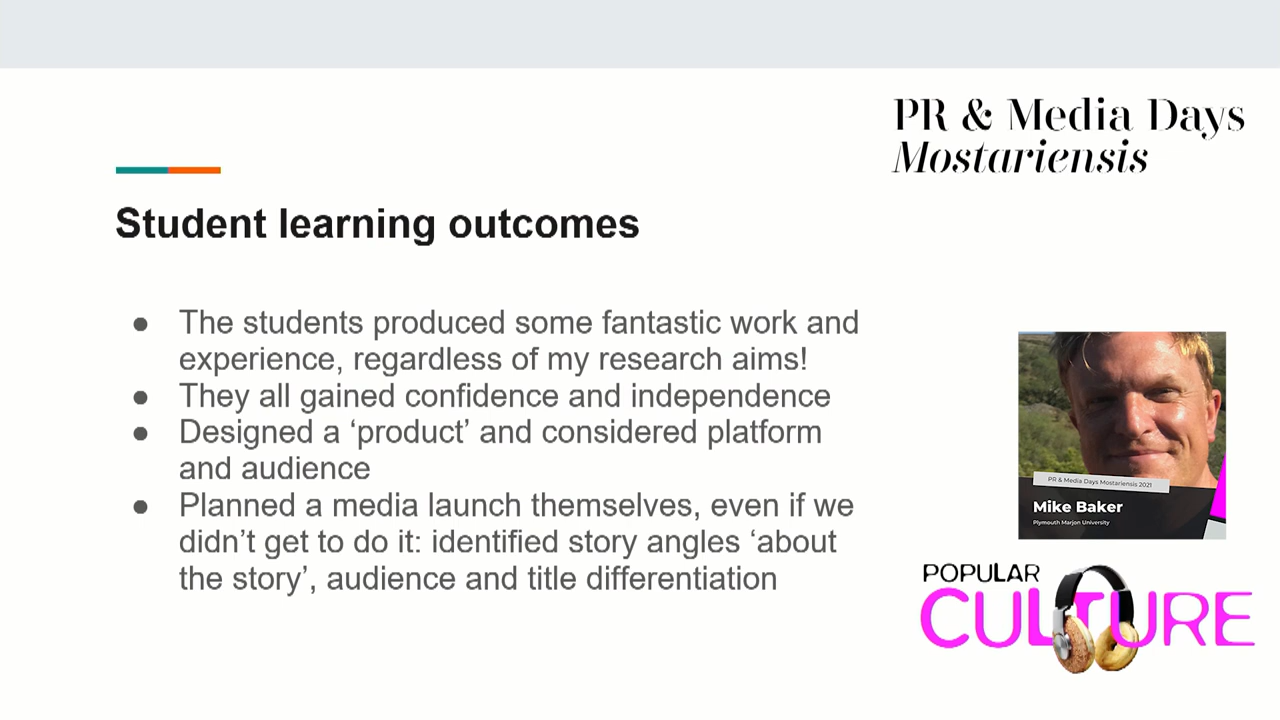 PR & Media Days
Mostariensis
Student learning outcomes
● The students produced some fantastic work and
experience, regardless of my research aims!
● They all gained confidence and independence
● Designed a ‘product’ and considered platform
and audience
● Planned a media launch themselves, even if we
didn’t get to do it: identified story angles ‘about
the story’, audience and title differentiation
PR & Media Days Mostariensis 2021
Mike Baker
Plymouth Marjon University
POPULAR
CULTURE